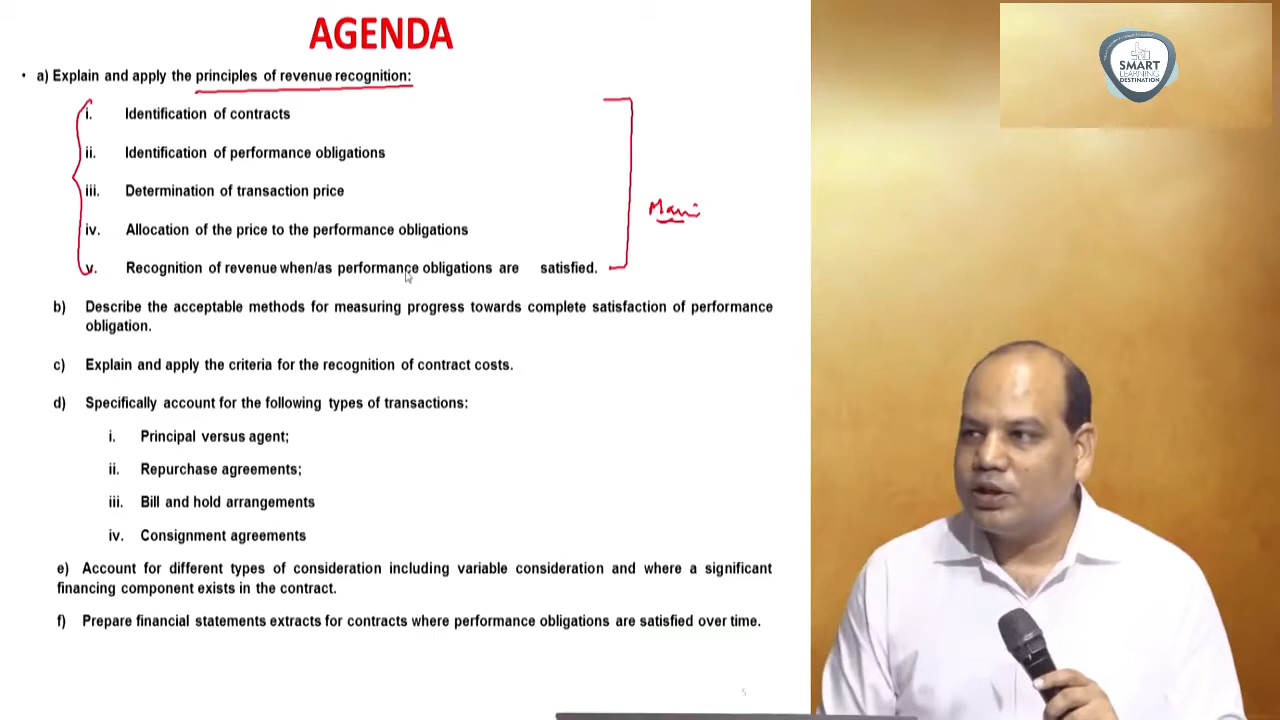 AGENDA
• a) Explain and apply the principles of revenue recognition:
i. Identification of contracts
ii. Identification of performance obligations
iii. Determination of transaction price
iv. Allocation of the price to the performance obligations
v. Recognition of revenue when/as performance obligations are satisfied.
b) Describe the acceptable methods for measuring progress towards complete satisfaction of performance
obligation.
c) Explain and apply the criteria for the recognition of contract costs.
d) Specifically account for the following types of transactions:
i. Principal versus agent;
ii. Repurchase agreements;
iii. Bill and hold arrangements
iv. Consignment agreements
e) Account for different types of consideration including variable consideration and where a significant
financing component exists in the contract.
f) Prepare financial statements extracts for contracts where performance obligations are satisfied over time.
5
SMART
LEARNING
DESTINATION